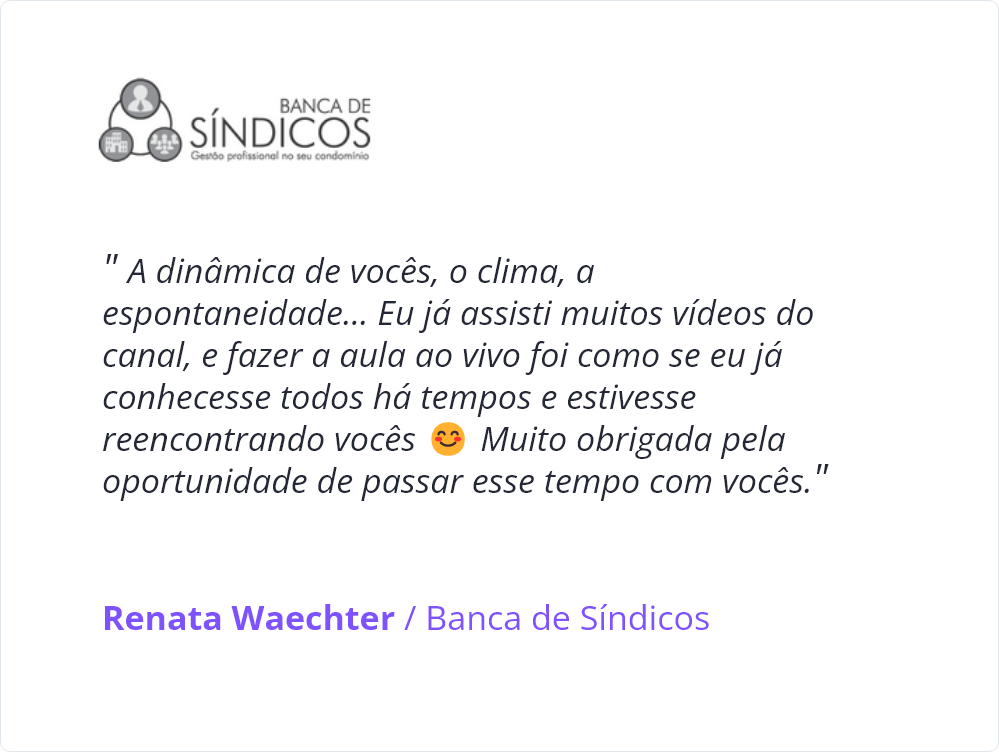 BANCA DE
SÍNDICOS
Gestão profissional no seu condomínio
" A dinâmica de vocês, o clima, a
espontaneidade... Eu já assisti muitos vídeos do
canal, e fazer a aula ao vivo foi como se eu já
conhecesse todos há tempos e estivesse
reencontrando vocês 😊 Muito obrigada pela
oportunidade de passar esse tempo com vocês."
Renata Waechter / Banca de Síndicos